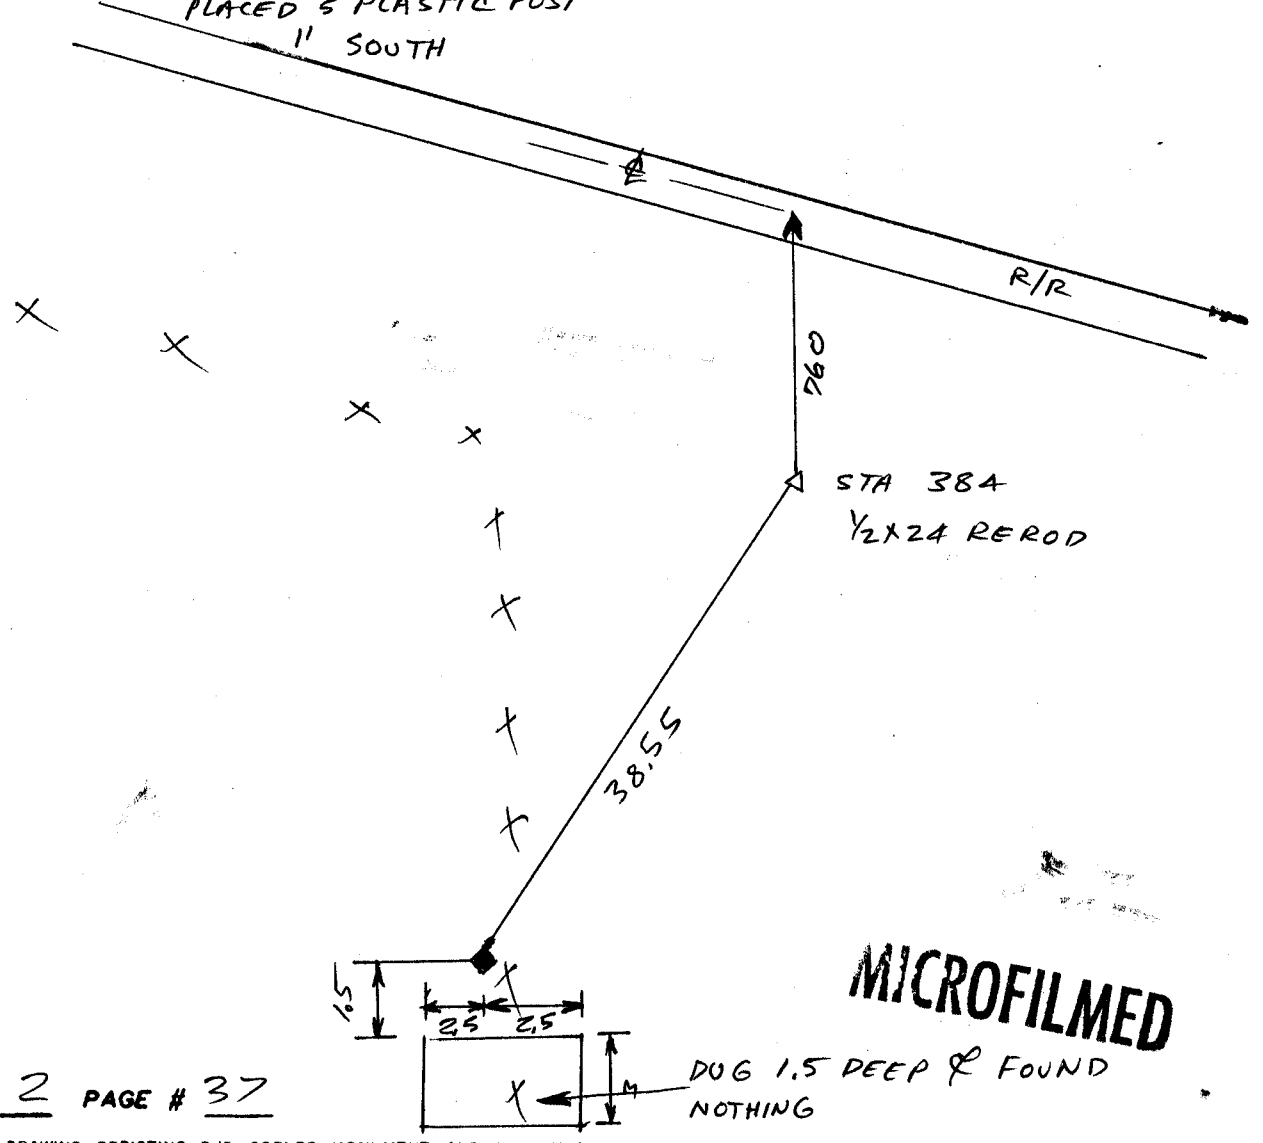 PLACED 5 PLASTIC POST
1" SOUTH
℄
R/R
760
STA 384
1/2X24 REROD
38.55
1.5
2.5 2.5
MICROFILMED
3
DUG 1.5 DEEP & FOUND
NOTHING
2 PAGE # 37